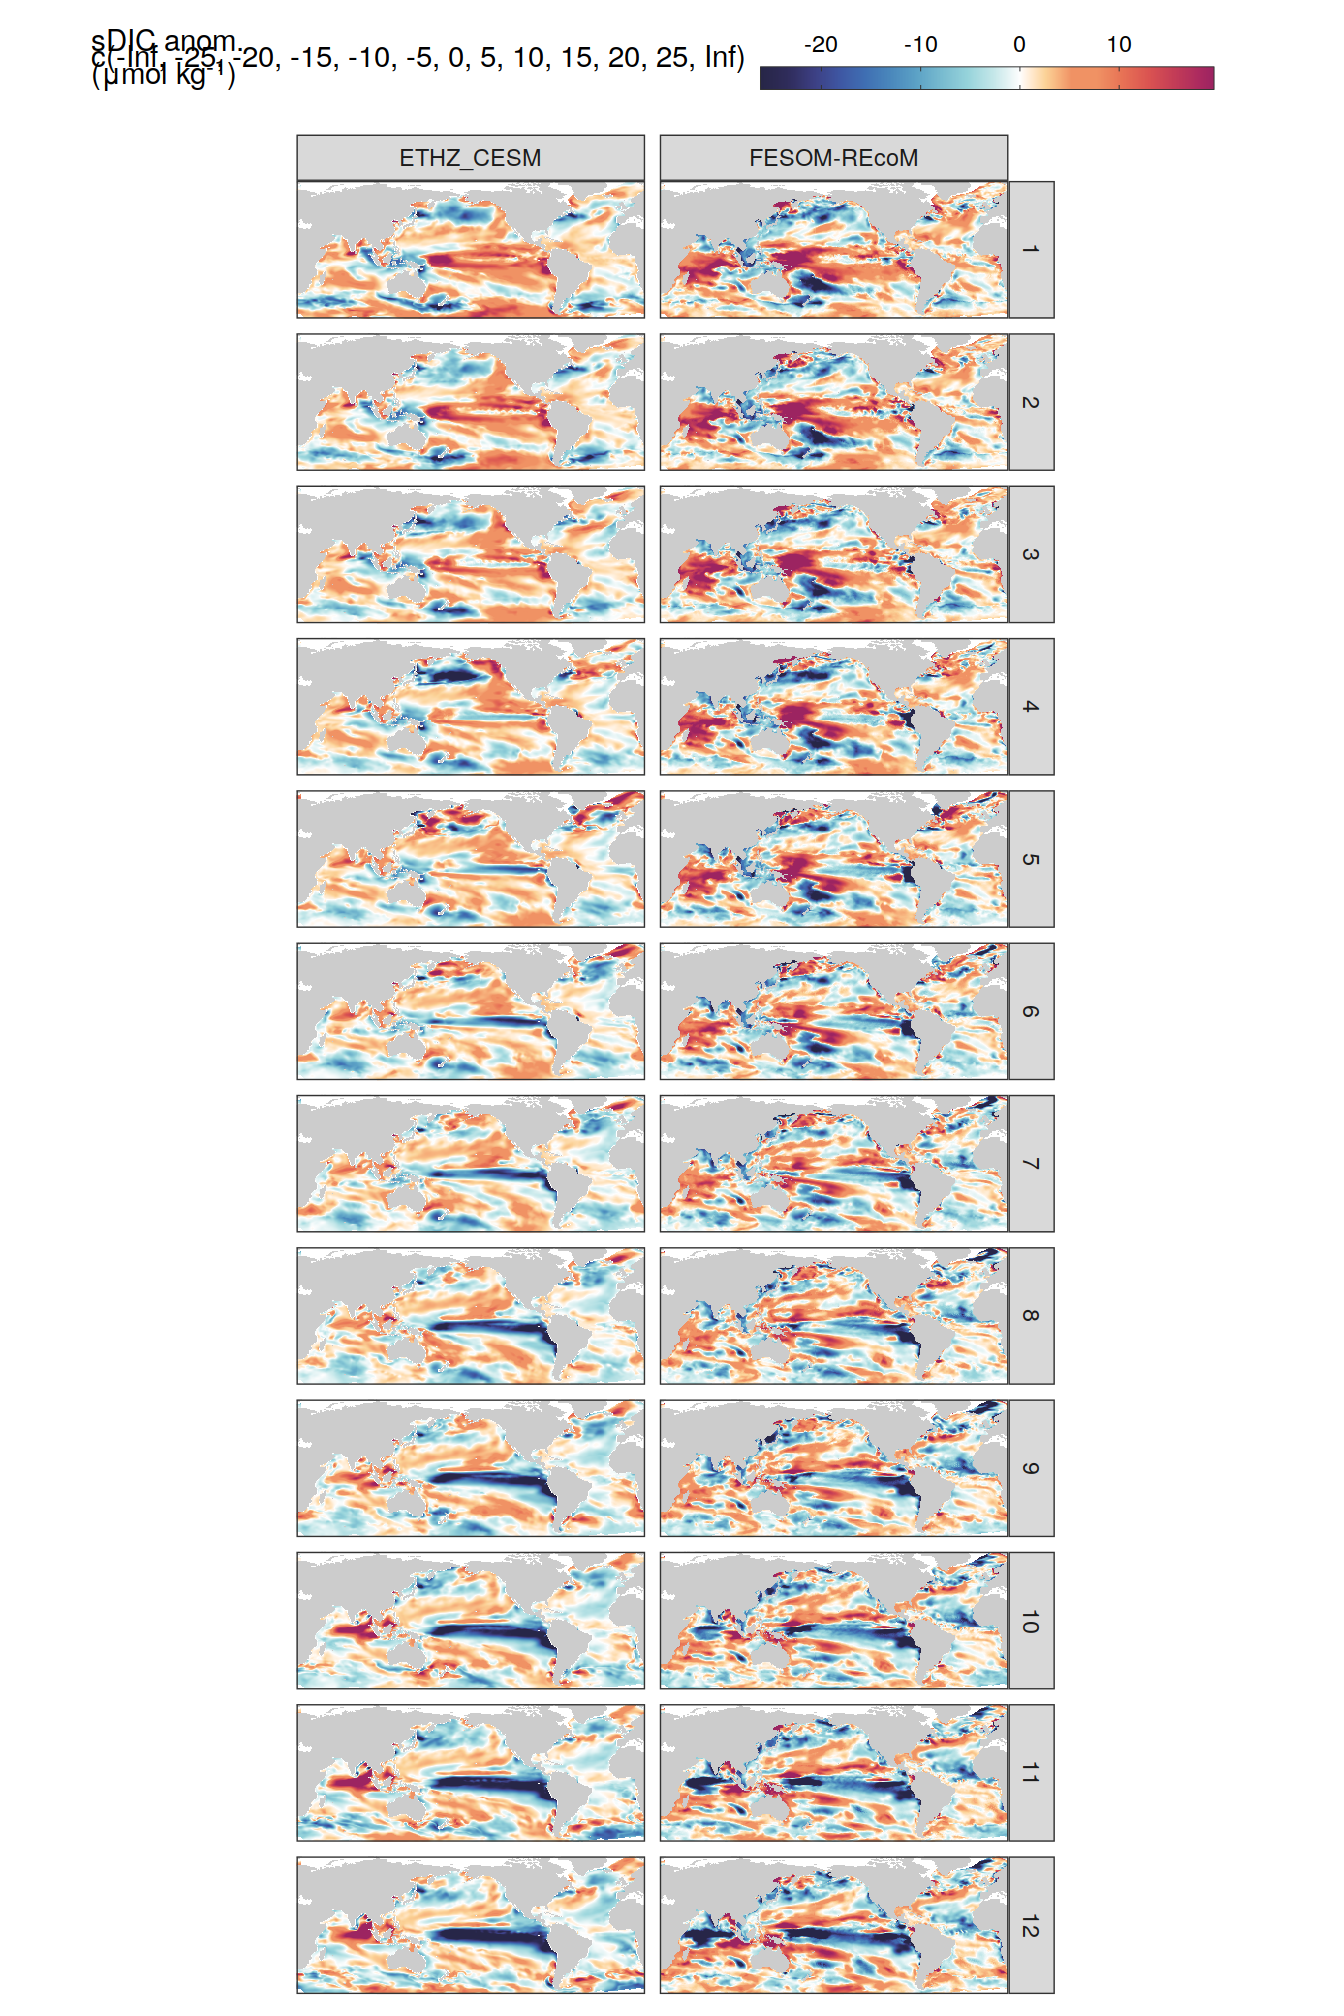 sDIC anom.
c(-Inf, -25, -20, -15, -10, -5, 0, 5, 10, 15, 20, 25, Inf)
(µmol kg⁻¹)
-20 -10 0 10
ETHZ_CESM FESOM-REcoM
1
2
3
4
5
6
7
8
9
10
11
12